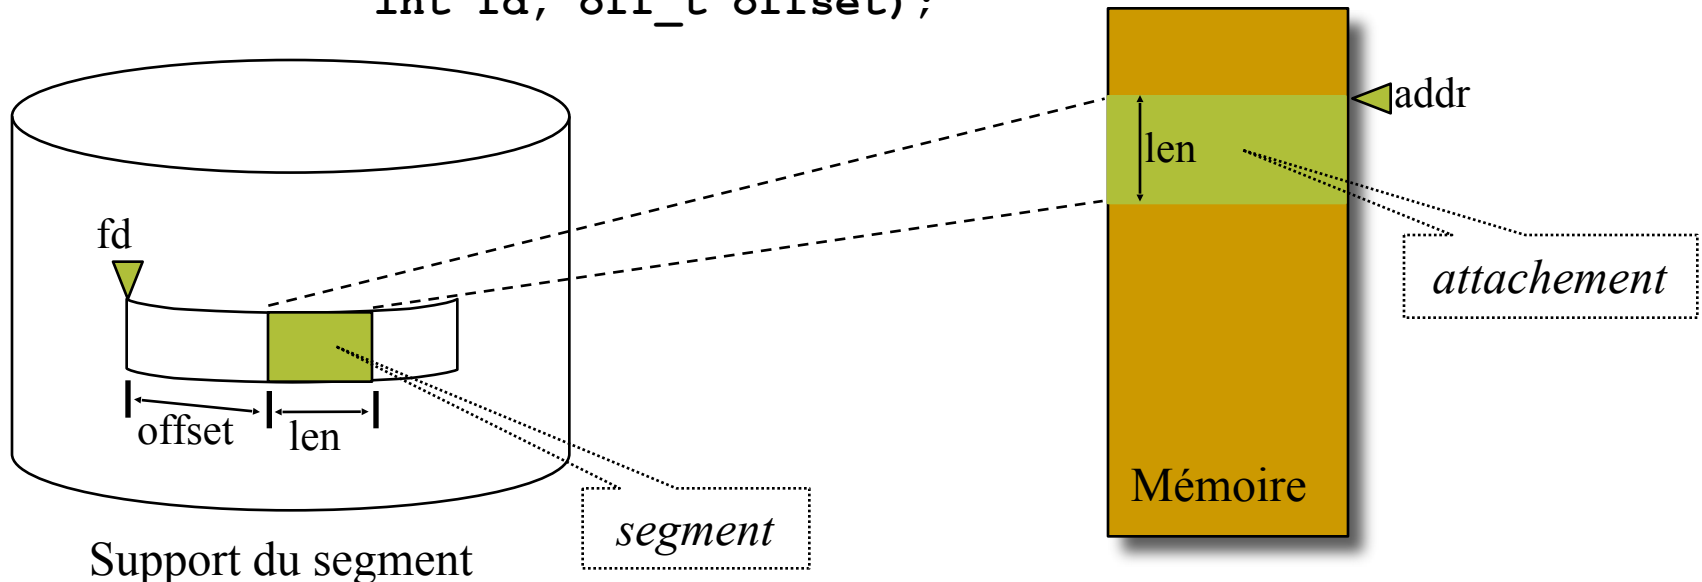 int fd, off_t offset);
addr
len
fd
attachement
offset
len
Mémoire
segment
Support du segment